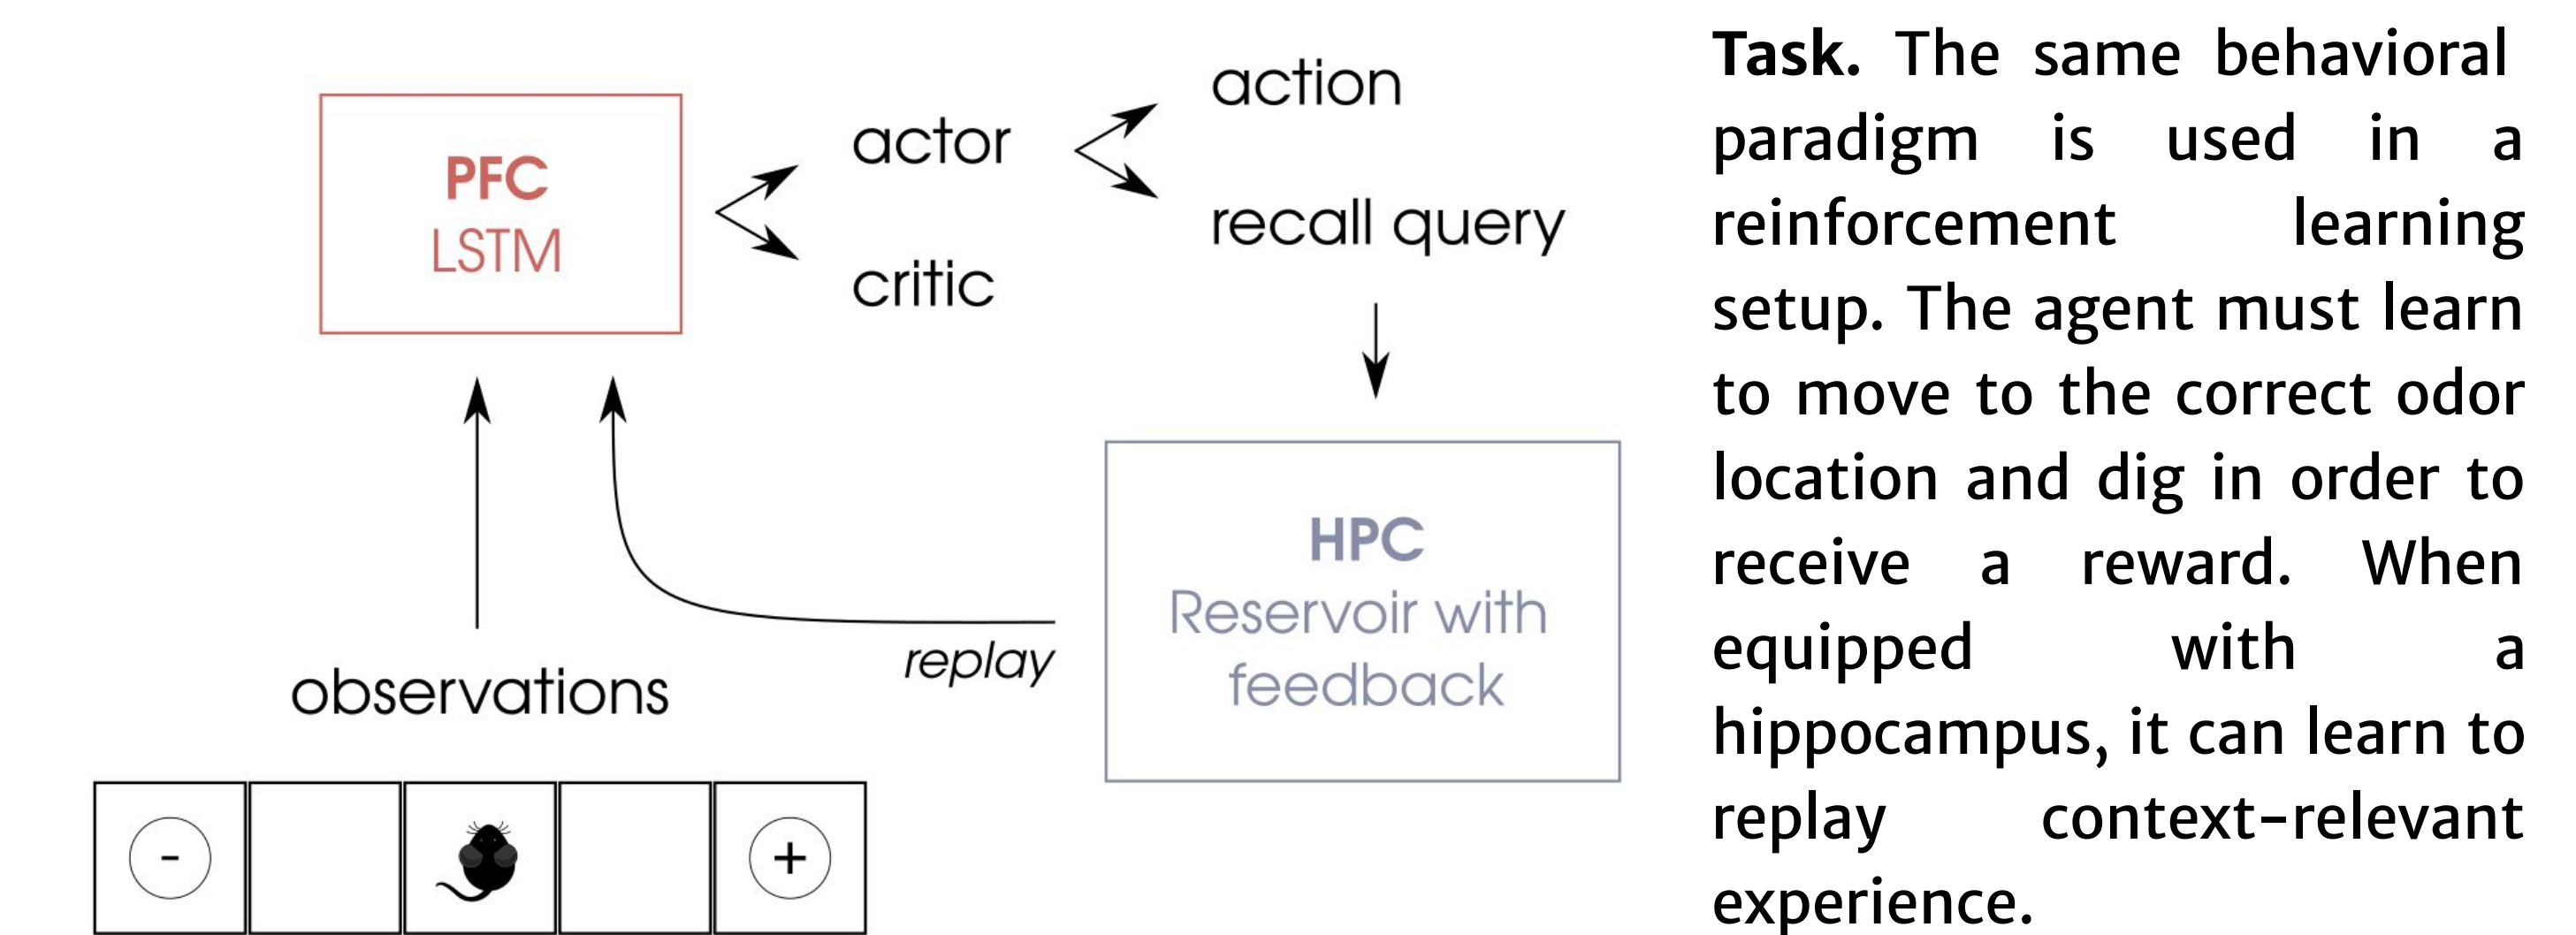 PFC
LSTM
actor
critic
action
recall query
HPC
Reservoir with
feedback
replay
observations
-
+
Task. The same behavioral
paradigm is used in a
reinforcement learning
setup. The agent must learn
to move to the correct odor
location and dig in order to
receive a reward. When
equipped with a
hippocampus, it can learn to
replay context-relevant
experience.